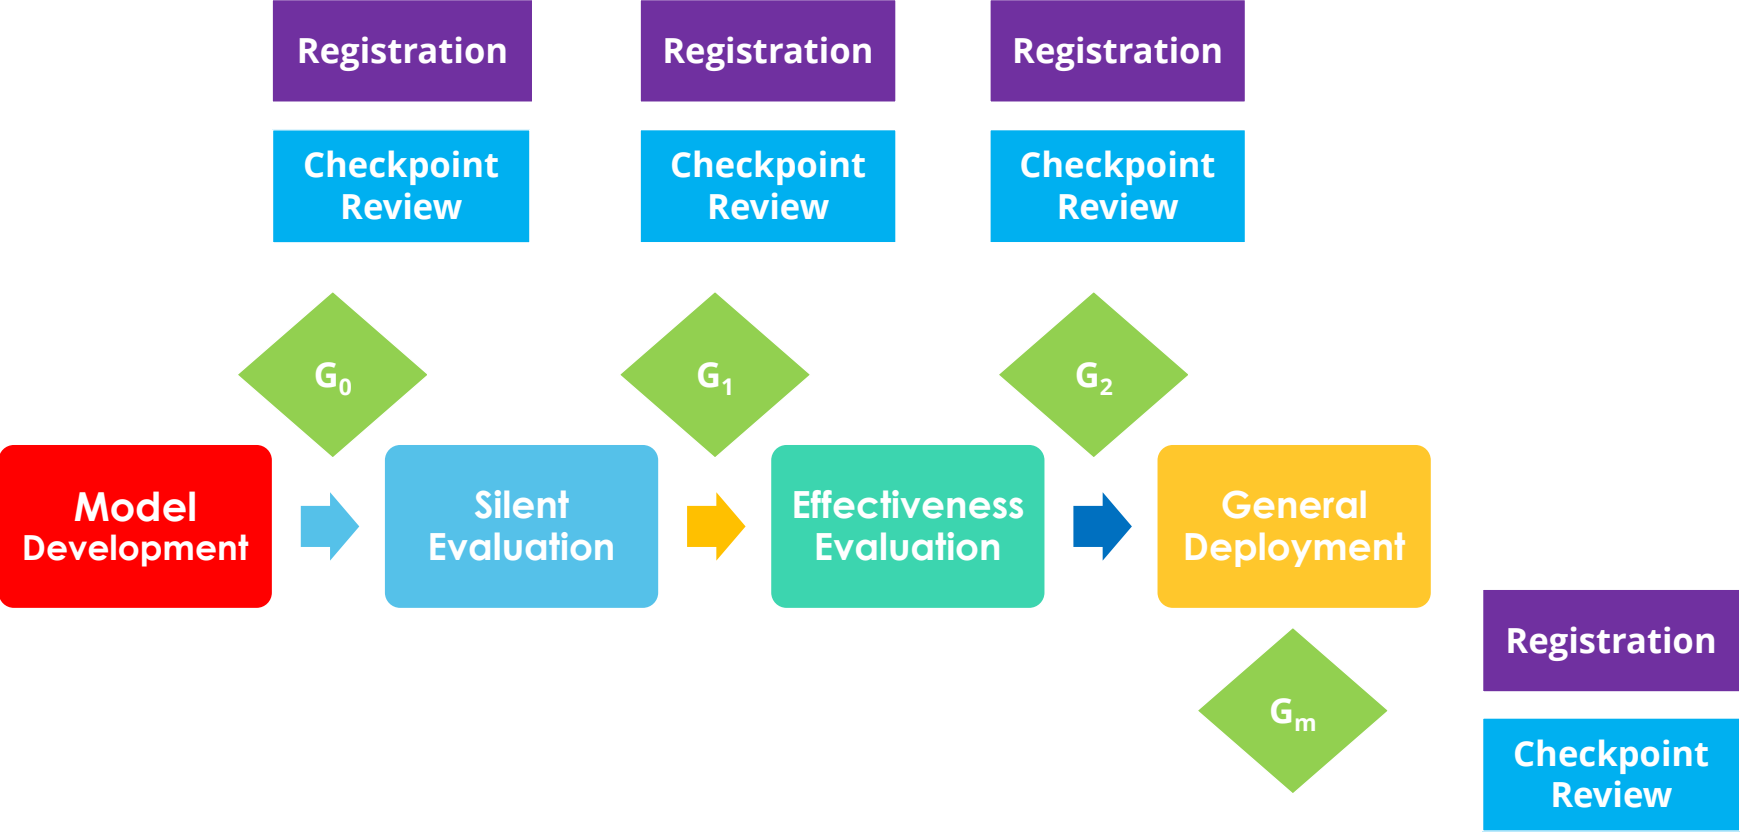 Registration
Registration
Registration
Checkpoint
Review
Checkpoint
Review
Checkpoint
Review
G₀
G₁
G₂
Model
Development
Silent
Evaluation
Effectiveness
Evaluation
General
Deployment
Registration
Gₘ
Checkpoint
Review